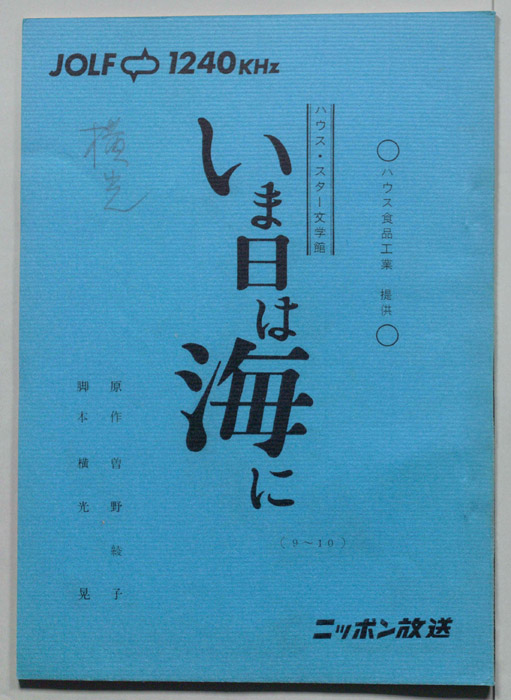 JOLF 1240KHz
○ハウス食品工業 提供○
ハウス・スター文学館
いま日は海に
(9~10)
横光
原作 曽野綾子
脚本 横光 晃
ニッポン放送